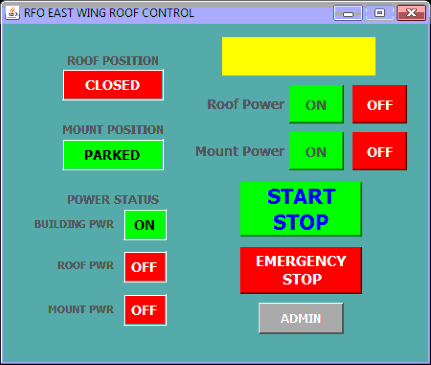 RFO EAST WING ROOF CONTROL
ROOF POSITION
CLOSED
MOUNT POSITION
PARKED
POWER STATUS
BUILDING PWR ON
ROOF PWR OFF
MOUNT PWR OFF
Roof Power ON OFF
Mount Power ON OFF
START
STOP
EMERGENCY
STOP
ADMIN